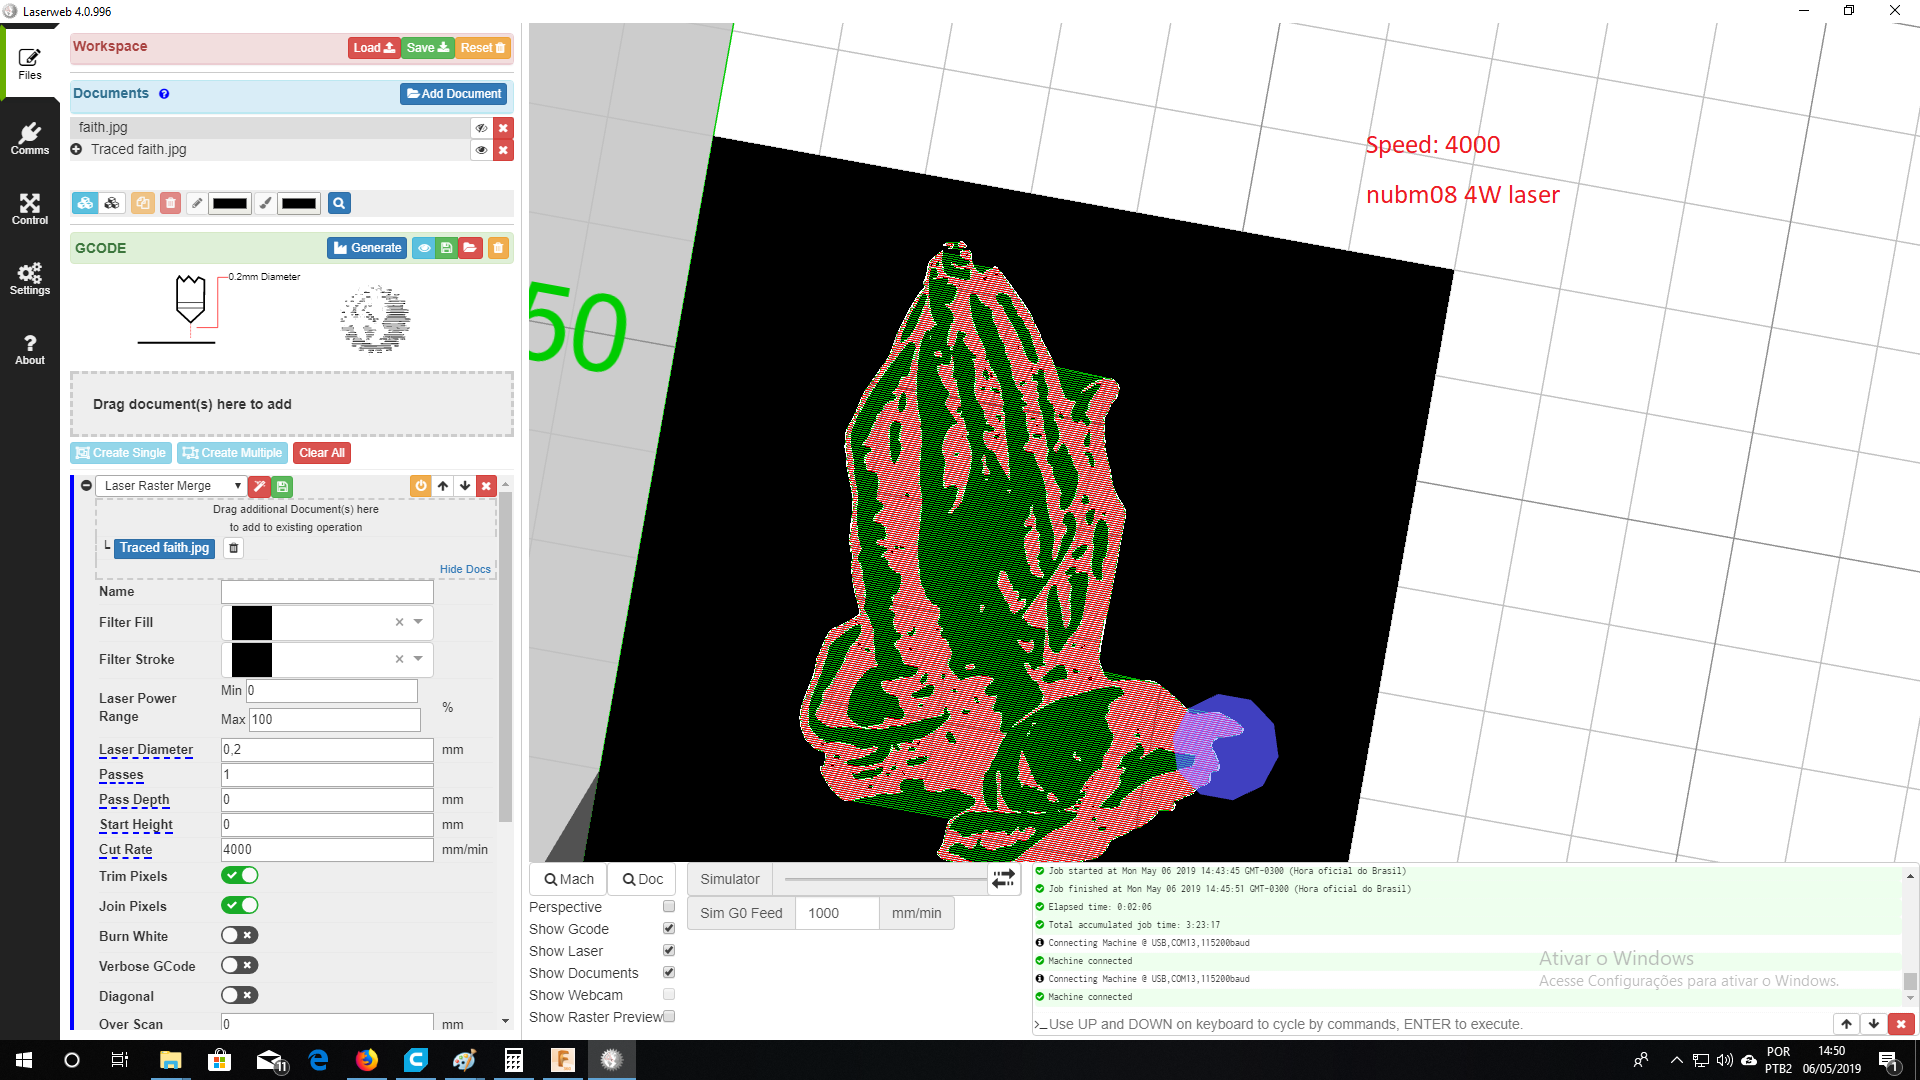 Laserweb 4.0.996
Files
Comms
Control
Settings
About
Workspace
Load
Save
Reset
Documents
Add Document
faith.jpg
Traced faith.jpg
GCODE
Generate
0.2mm Diameter
Drag document(s) here to add
Create Single
Create Multiple
Clear All
Laser Raster Merge
Drag additional Document(s) here
to add to existing operation
Traced faith.jpg
Hide Docs
Name
Filter Fill
Filter Stroke
Laser Power
Range
Min 0
Max 100
%
Laser Diameter 0,2 mm
Passes 1
Pass Depth 0 mm
Start Height 0 mm
Cut Rate 4000 mm/min
Trim Pixels
Join Pixels
Burn White
Verbose GCode
Diagonal
Over Scan 0 mm
50
Speed: 4000
nubm08 4W laser
Mach
Doc
Simulator
Perspective
Show Gcode
Show Laser
Show Documents
Show Webcam
Show Raster Preview
Sim G0 Feed 1000 mm/min
Job started at Mon May 06 2019 14:43:45 GMT-0300 (Hora oficial do Brasil)
Job finished at Mon May 06 2019 14:45:51 GMT-0300 (Hora oficial do Brasil)
Elapsed time: 0:02:06
Total accumulated job time: 3:23:17
Connecting Machine @ USB,COM13,115200baud
Machine connected
Connecting Machine @ USB,COM13,115200baud
Machine connected
Ativar o Windows
Acesse Configurações para ativar o Windows.
>_ Use UP and DOWN on keyboard to cycle by commands, ENTER to execute.
11
POR
PTB2
14:50
06/05/2019
1